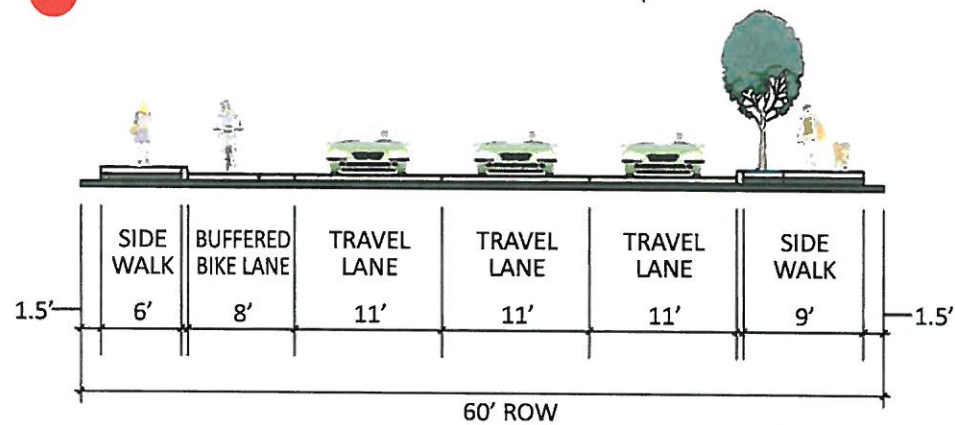 SIDE
WALK
6’
BUFFERED
BIKE LANE
8’
TRAVEL
LANE
11’
TRAVEL
LANE
11’
TRAVEL
LANE
11’
SIDE
WALK
9’
1.5’
1.5’
60’ ROW